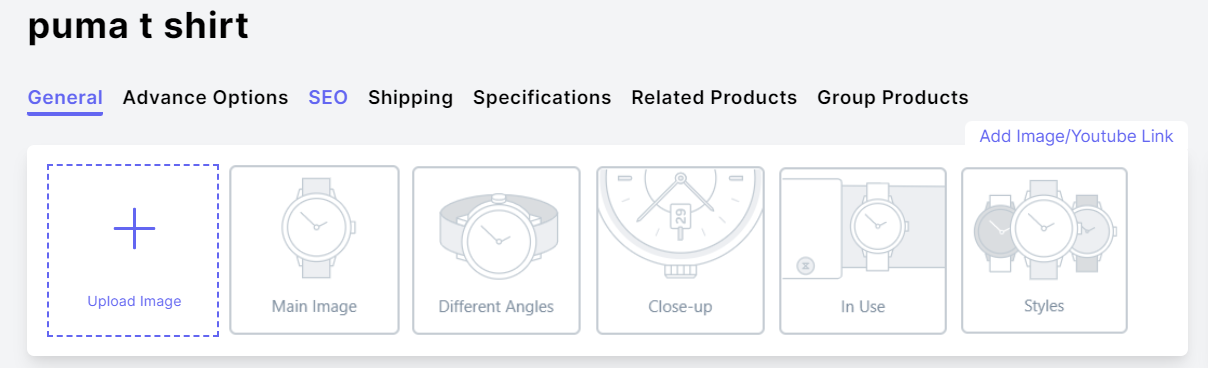 puma t shirt
General Advance Options SEO Shipping Specifications Related Products Group Products
Add Image/Youtube Link
29
Upload Image Main Image Different Angles Close-up In Use Styles